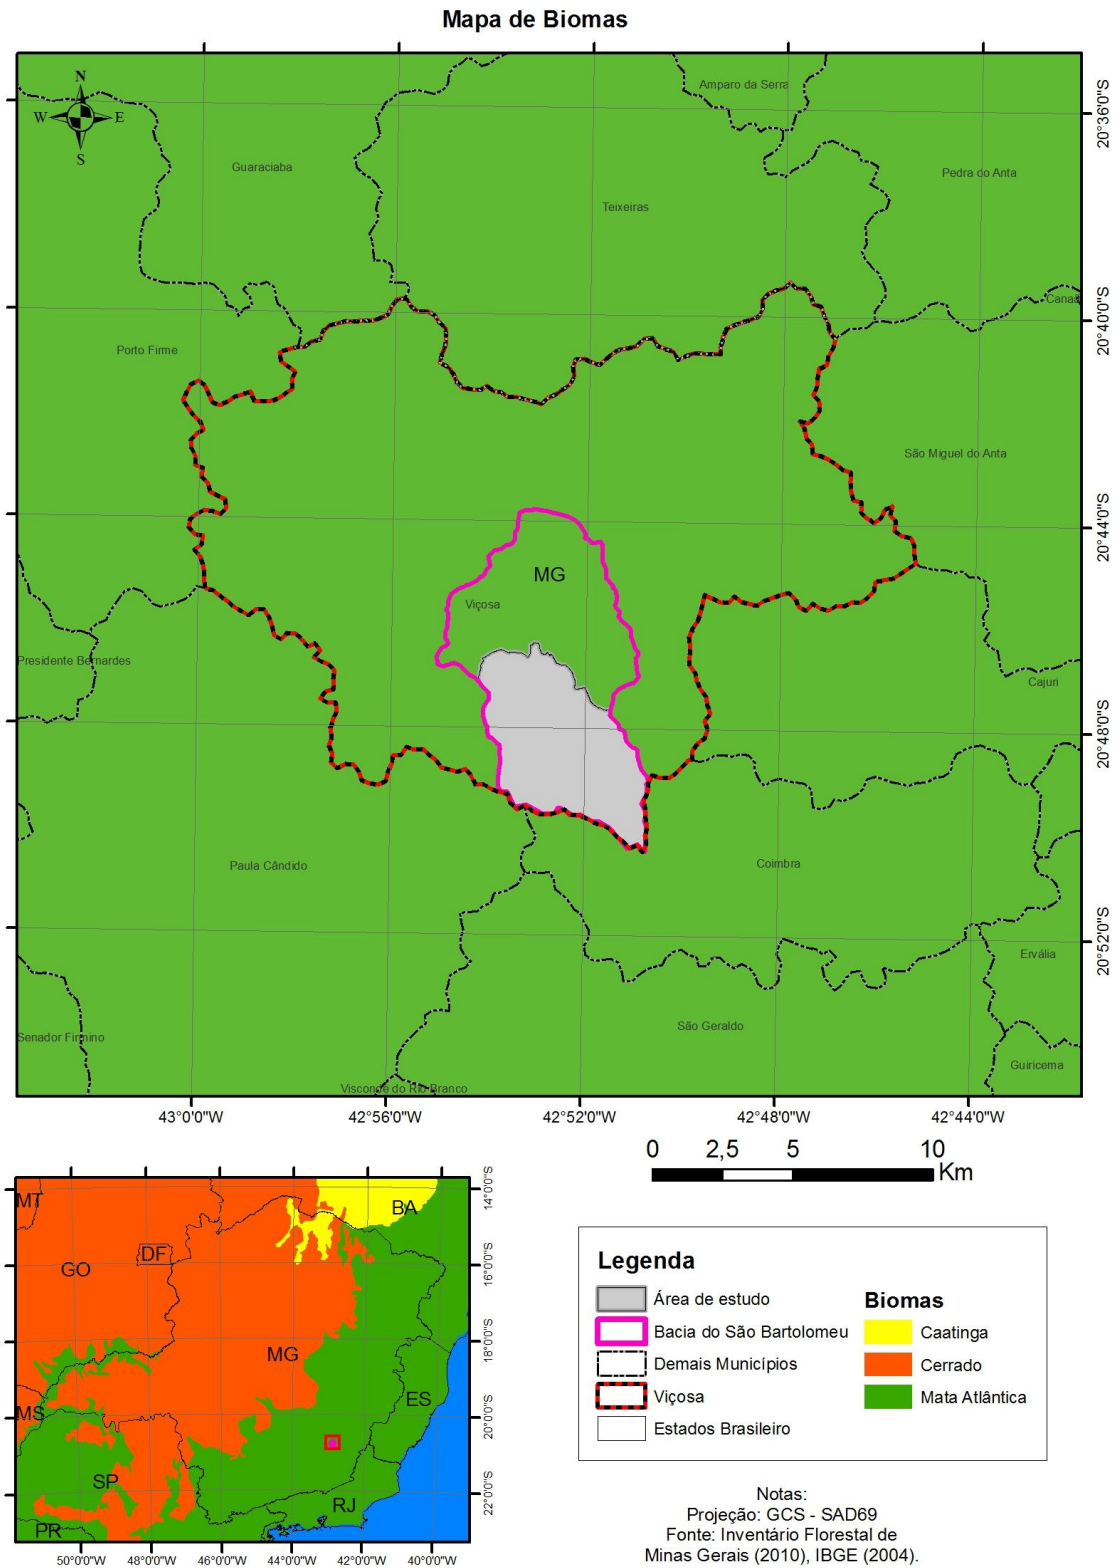 Mapa de Biomas
N
W E
S
Amparo da Serra
Guaraciaba
Pedra do Anta
Teixeiras
Canaã
Porto Firme
São Miguel do Anta
MG
Viçosa
Presidente Bernardes
Cajuri
Paula Cândido
Coimbra
Ervália
Senador Firmino
São Geraldo
Guiricema
Visconde do Rio Branco
20°36'0"S
20°40'0"S
20°44'0"S
20°48'0"S
20°52'0"S
43°0'0"W 42°56'0"W 42°52'0"W 42°48'0"W 42°44'0"W
0 2,5 5 10
Km
MT
BA
DF
GO
MG
MS
ES
SP
RJ
PR
14°0'0"S
16°0'0"S
18°0'0"S
20°0'0"S
22°0'0"S
50°0'0"W 48°0'0"W 46°0'0"W 44°0'0"W 42°0'0"W 40°0'0"W
Legenda
Área de estudo
Bacia do São Bartolomeu
Demais Municípios
Viçosa
Estados Brasileiro
Biomas
Caatinga
Cerrado
Mata Atlântica
Notas:
Projeção: GCS - SAD69
Fonte: Inventário Florestal de
Minas Gerais (2010), IBGE (2004).